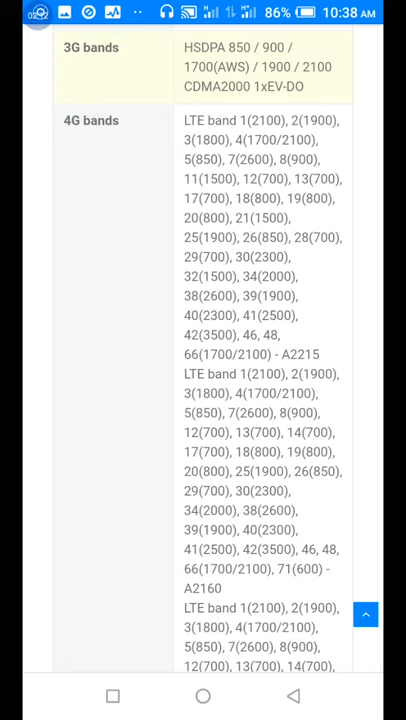 86% 10:38 AM
02:12
3G bands
HSDPA 850 / 900 /
1700(AWS) / 1900 / 2100
CDMA2000 1xEV-DO
4G bands
LTE band 1(2100), 2(1900),
3(1800), 4(1700/2100),
5(850), 7(2600), 8(900),
11(1500), 12(700), 13(700),
17(700), 18(800), 19(800),
20(800), 21(1500),
25(1900), 26(850), 28(700),
29(700), 30(2300),
32(1500), 34(2000),
38(2600), 39(1900),
40(2300), 41(2500),
42(3500), 46, 48,
66(1700/2100) - A2215
LTE band 1(2100), 2(1900),
3(1800), 4(1700/2100),
5(850), 7(2600), 8(900),
12(700), 13(700), 14(700),
17(700), 18(800), 19(800),
20(800), 25(1900), 26(850),
29(700), 30(2300),
34(2000), 38(2600),
39(1900), 40(2300),
41(2500), 42(3500), 46, 48,
66(1700/2100), 71(600) -
A2160
LTE band 1(2100), 2(1900),
3(1800), 4(1700/2100),
5(850), 7(2600), 8(900),
12(700), 13(700), 14(700),